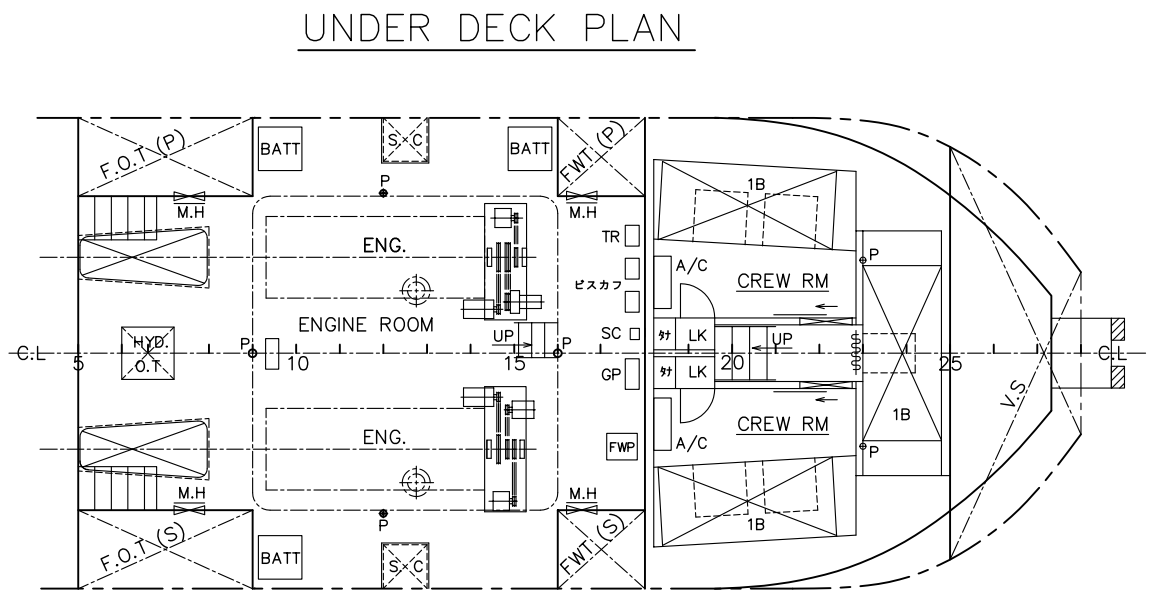 UNDER DECK PLAN
F.O.T (P)
BATT
S.C
BATT
FWT (P)
1B
P
M.H
M.H
TR
ENG.
A/C
P
CREW RM
ビスカフ
ENGINE ROOM
HYD.
O.T
UP
SC
タナ
LK
UP
C.L
P
P
C.L
5
10
15
20
25
GP
タナ
LK
V.S
1B
ENG.
CREW RM
FWP
A/C
P
M.H
M.H
P
1B
F.O.T (S)
BATT
S.C
FWT (S)